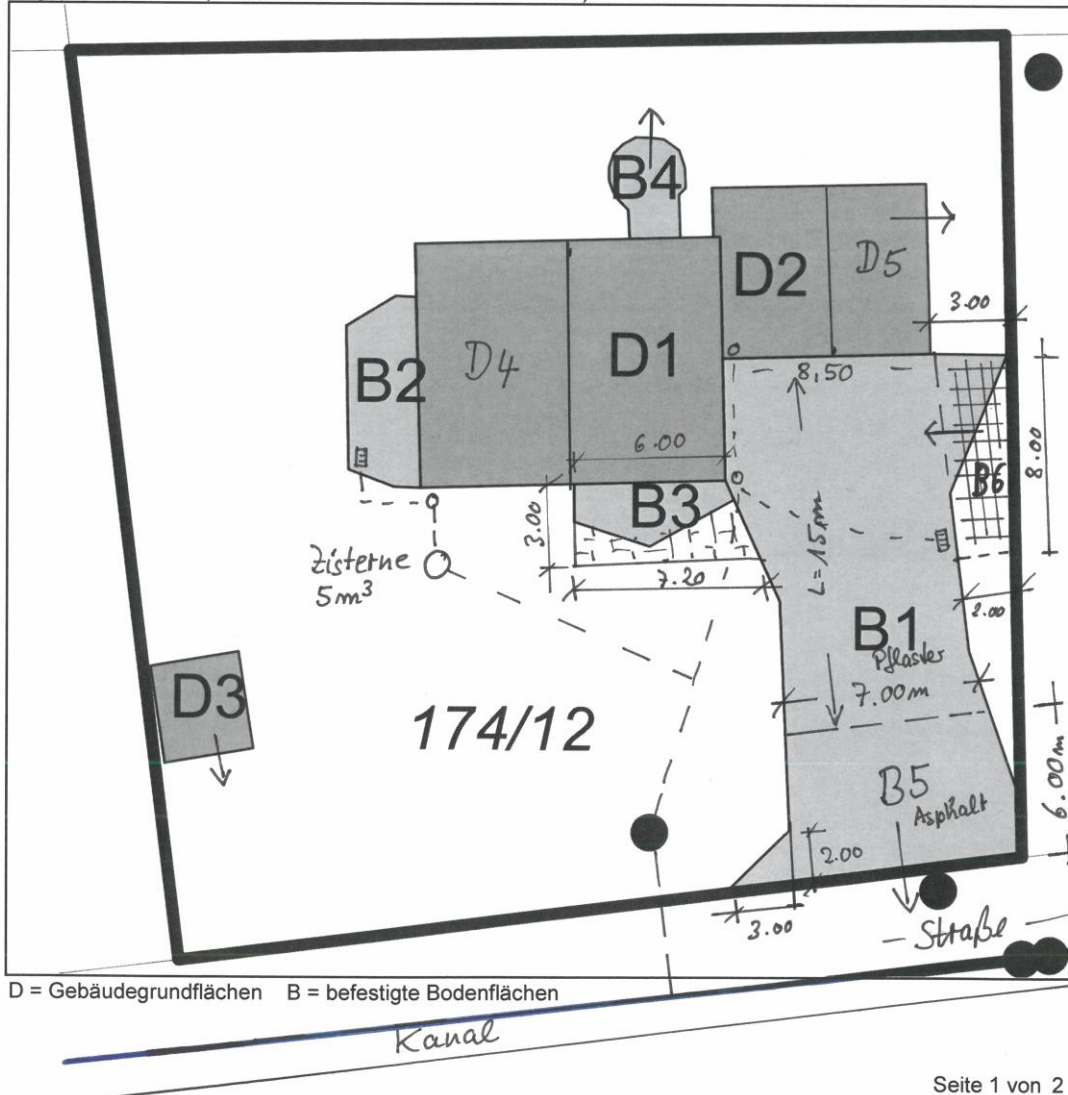 B4
D2
D5
3.00
B2
D4
D1
8,50
6.00
8.00
B6
B3
3.00
L=15m
Zisterne
5m³
7.20
2.00
B1
Pflaster
7.00m
D3
174/12
B5
Asphalt
6.00m
2.00
3.00
Straße
D = Gebäudegrundflächen B = befestigte Bodenflächen
Kanal
Seite 1 von 2